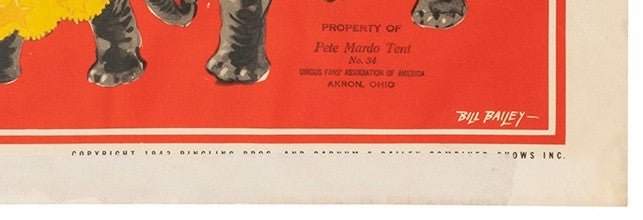 PROPERTY OF
Pete Mardo Tent
No. 34
CIRCUS FANS' ASSOCIATION OF AMERICA
AKRON, OHIO
BILL BAILEY
COPYRIGHT 1943 RINGLING BROS. AND BARNUM & BAILEY COMBINED SHOWS INC.